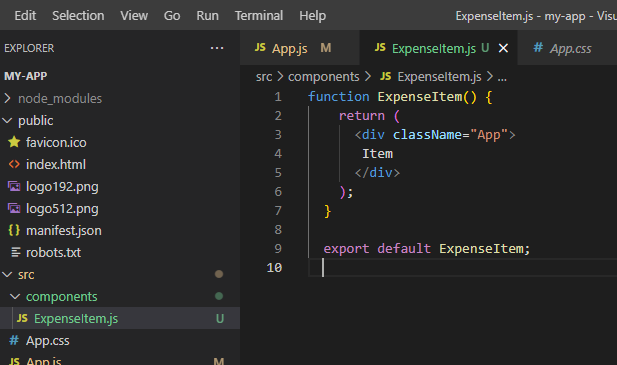 Edit Selection View Go Run Terminal Help ExpenseItem.js - my-app - Visu
EXPLORER ···
JS App.js M
JS ExpenseItem.js U ×
# App.css
MY-APP
> node_modules
public
favicon.ico
<> index.html
logo192.png
logo512.png
{} manifest.json
robots.txt
src
components
JS ExpenseItem.js U
# App.css
JS App.js M
src > components > JS ExpenseItem.js > ...
1 function ExpenseItem() {
2 return (
3 <div className="App">
4 Item
5 </div>
6 );
7 }
8
9 export default ExpenseItem;
10